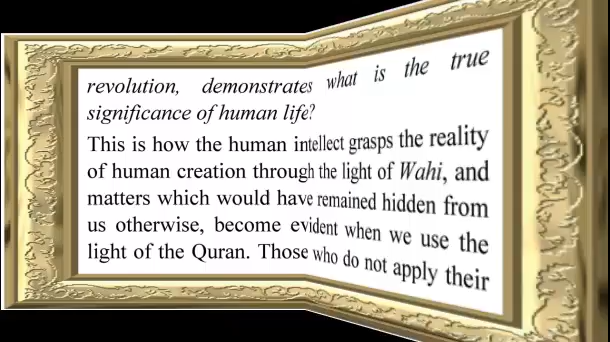 revolution, demonstrates what is the true
significance of human life?
This is how the human intellect grasps the reality
of human creation through the light of Wahi, and
matters which would have remained hidden from
us otherwise, become evident when we use the
light of the Quran. Those who do not apply their